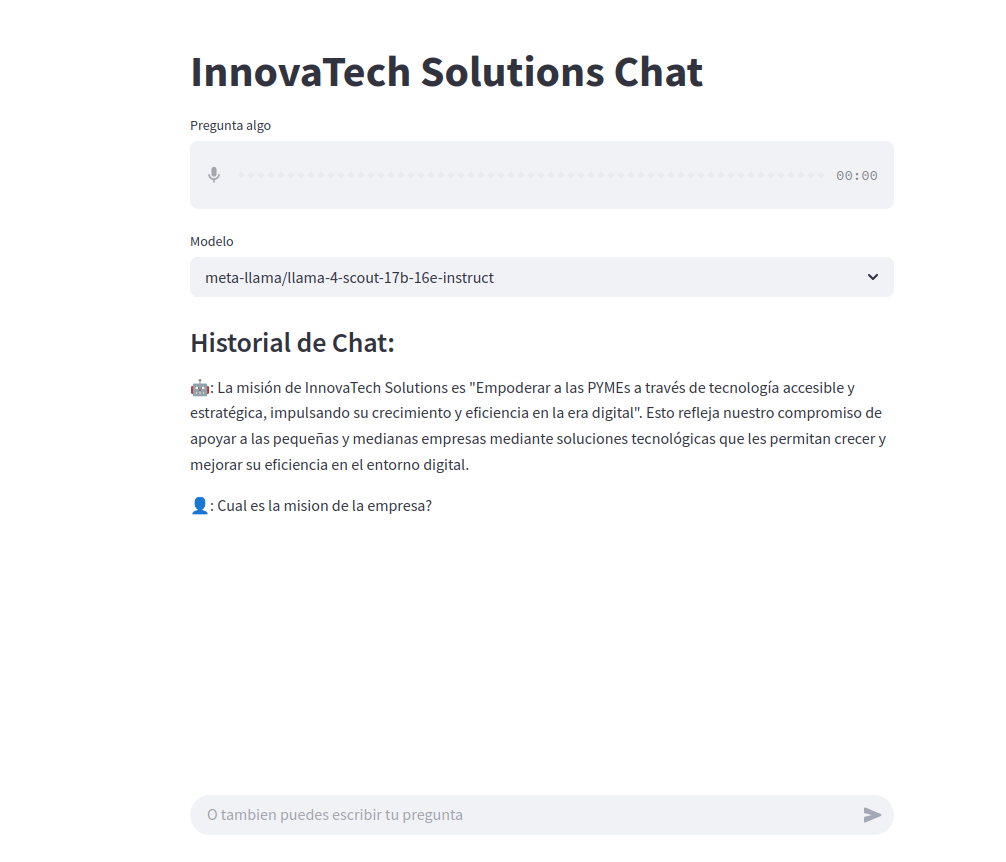 InnovaTech Solutions Chat
Pregunta algo
00:00
Modelo
meta-llama/llama-4-scout-17b-16e-instruct
Historial de Chat:
🤖: La misión de InnovaTech Solutions es "Empoderar a las PYMEs a través de tecnología accesible y
estratégica, impulsando su crecimiento y eficiencia en la era digital". Esto refleja nuestro compromiso de
apoyar a las pequeñas y medianas empresas mediante soluciones tecnológicas que les permitan crecer y
mejorar su eficiencia en el entorno digital.
👤: Cual es la mision de la empresa?
O tambien puedes escribir tu pregunta